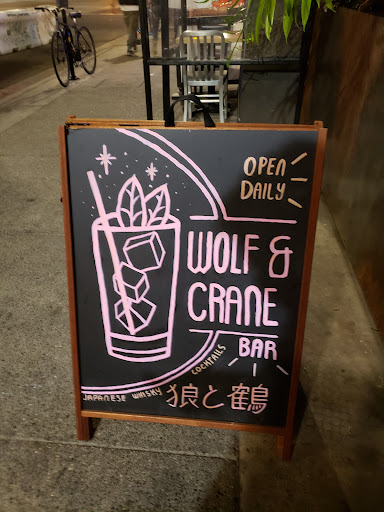 OPEN
DAILY
WOLF &
CRANE
BAR
JAPANESE WHISKY COCKTAILS
狼と鶴